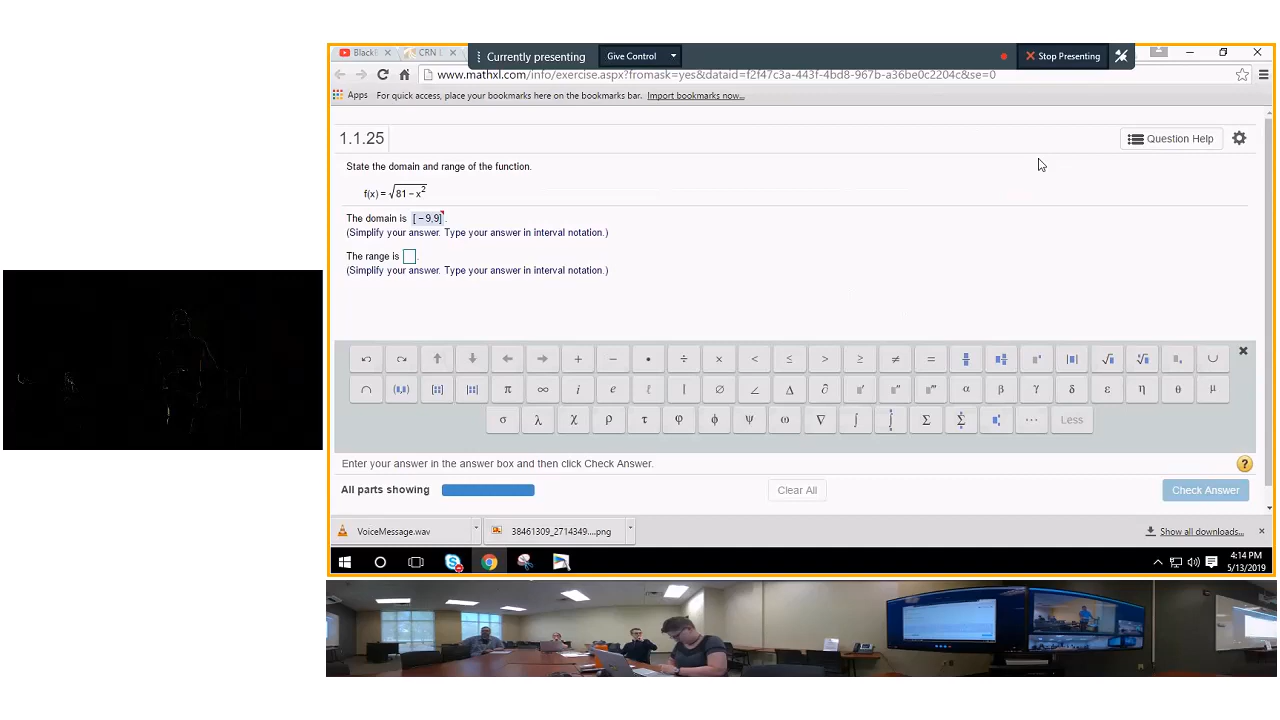 Blackb
CRN L
Currently presenting
Give Control
Stop Presenting
www.mathxl.com/info/exercise.aspx?fromask=yes&dataid=f2f47c3a-443f-4bd8-967b-a36be0c2204c&se=0
Apps For quick access, place your bookmarks here on the bookmarks bar. Import bookmarks now...
1.1.25
Question Help
State the domain and range of the function.
f(x) = √81 − x²
The domain is [ − 9,9] .
(Simplify your answer. Type your answer in interval notation.)
The range is .
(Simplify your answer. Type your answer in interval notation.)
+ − • ÷ × < ≤ > ≥ ≠ = √ ∪
∩ π ∞ i e ℓ | ∅ ∠ Δ ∂ α β γ δ ε η θ μ
σ λ χ ρ τ φ ϕ ψ ω ∇ ∫ ∫ Σ Σ ... Less
Enter your answer in the answer box and then click Check Answer.
?
All parts showing
Clear All
Check Answer
VoiceMessage.wav
38461309_2714349....png
Show all downloads...
4:14 PM
5/13/2019